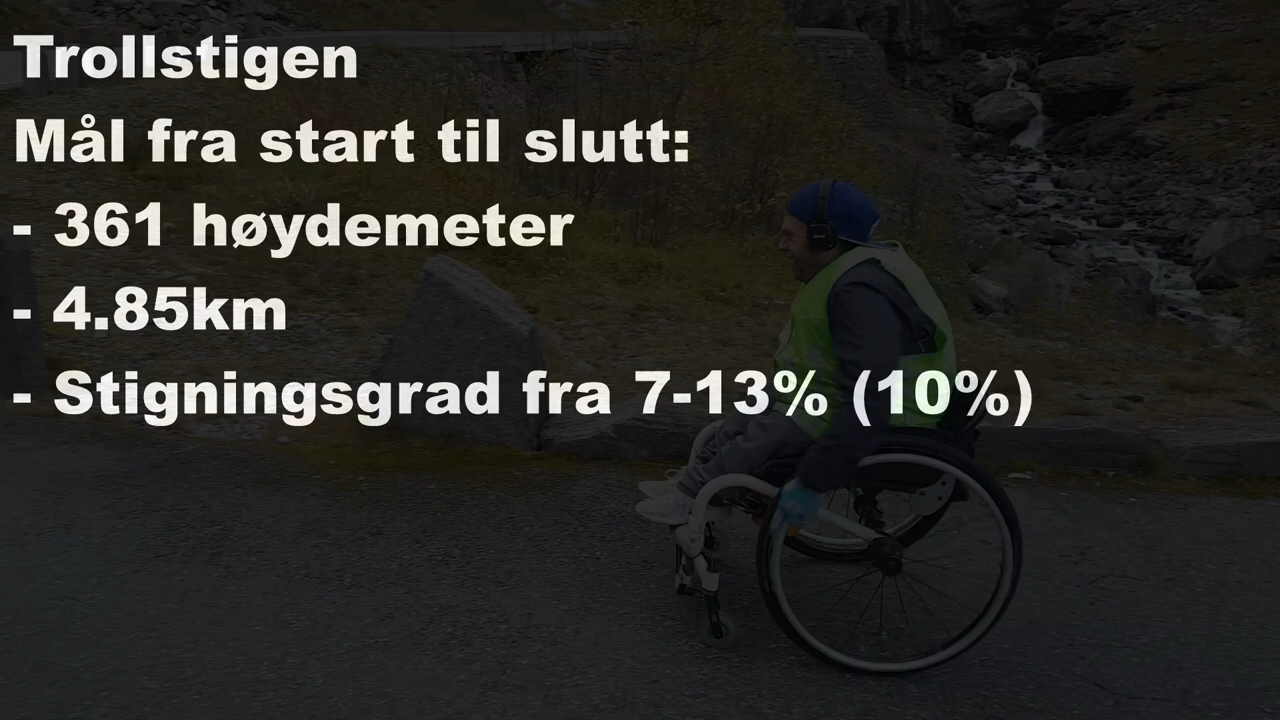 Trollstigen
Mål fra start til slutt:
- 361 høydemeter
- 4.85km
- Stigningsgrad fra 7-13% (10%)